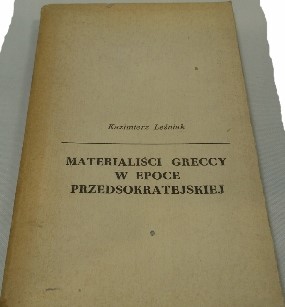 Kazimierz Leśniak
MATERIALIŚCI GRECCY
W EPOCE
PRZEDSOKRATEJSKIEJ